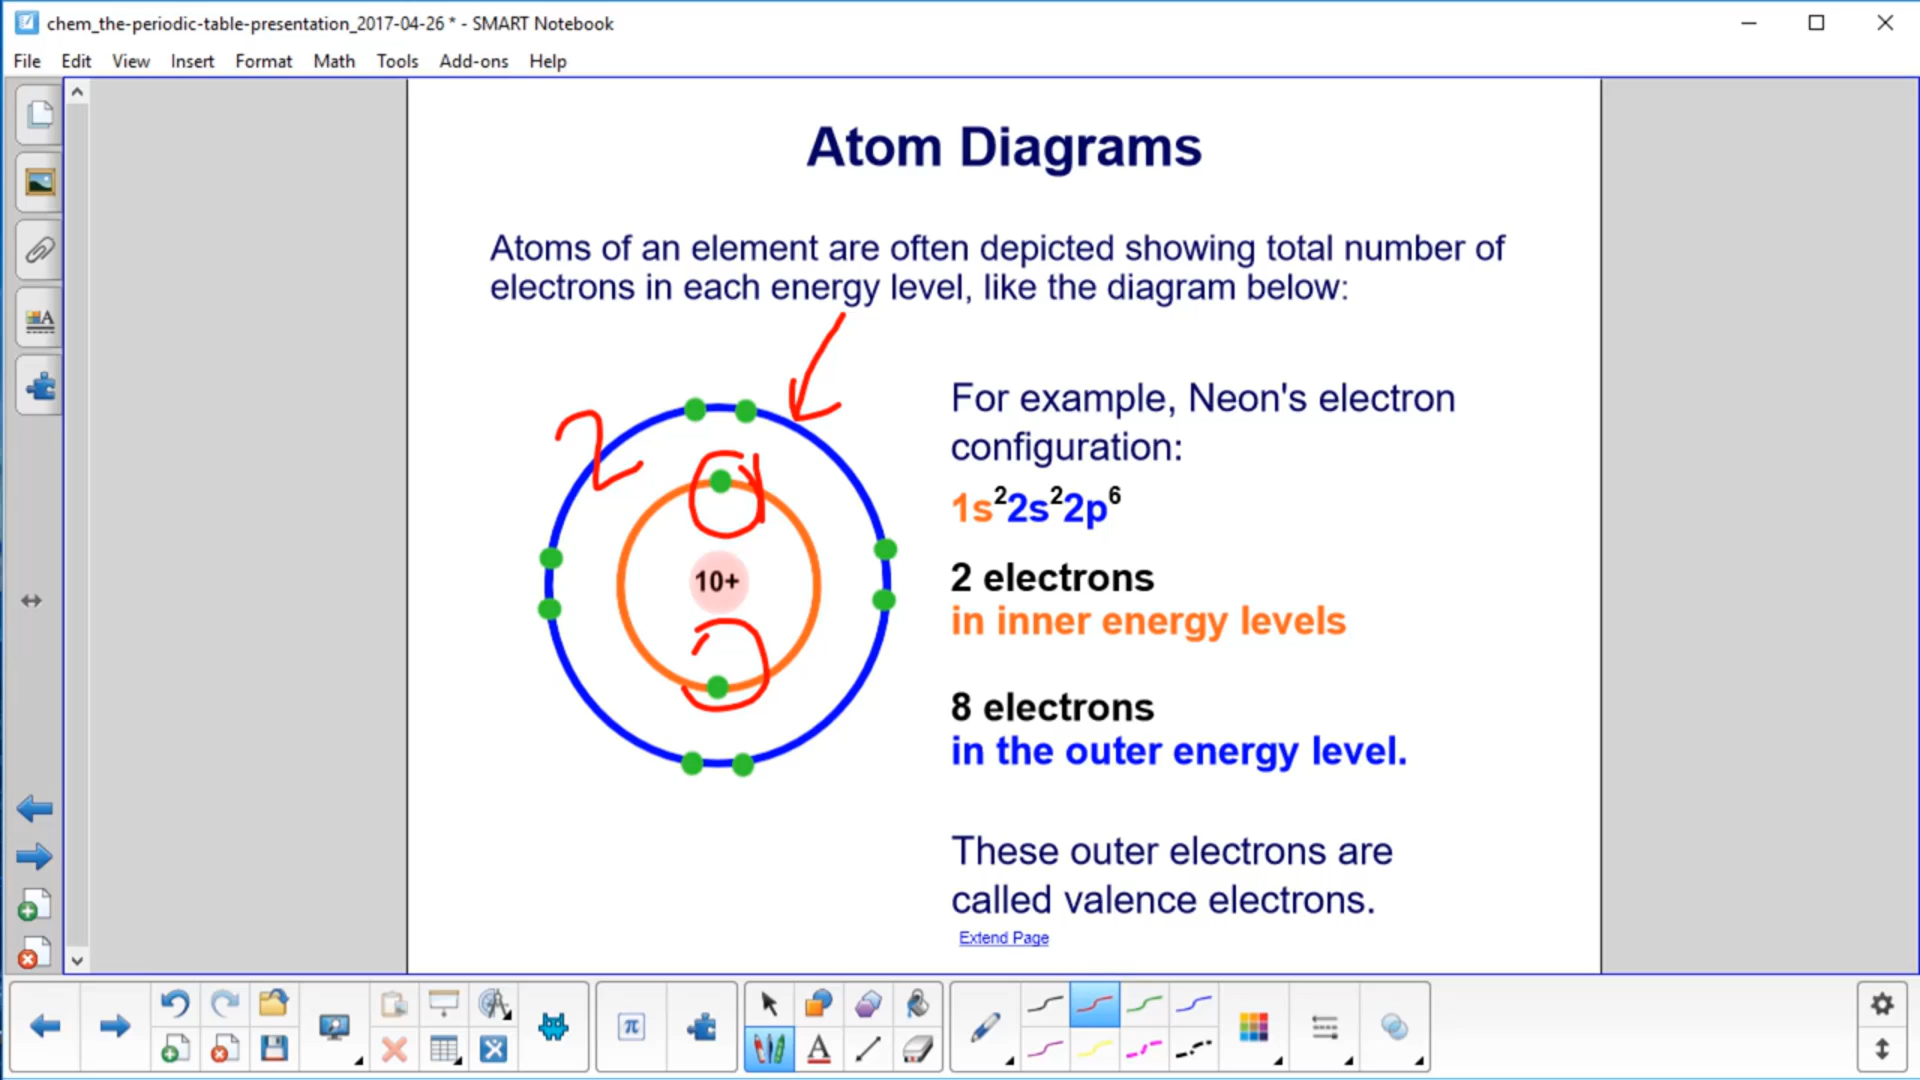 chem_the-periodic-table-presentation_2017-04-26 * - SMART Notebook
File Edit View Insert Format Math Tools Add-ons Help
Atom Diagrams
Atoms of an element are often depicted showing total number of
electrons in each energy level, like the diagram below:
2
10+
For example, Neon's electron
configuration:
1s²2s²2p⁶
2 electrons
in inner energy levels
8 electrons
in the outer energy level.
These outer electrons are
called valence electrons.
Extend Page
π
A